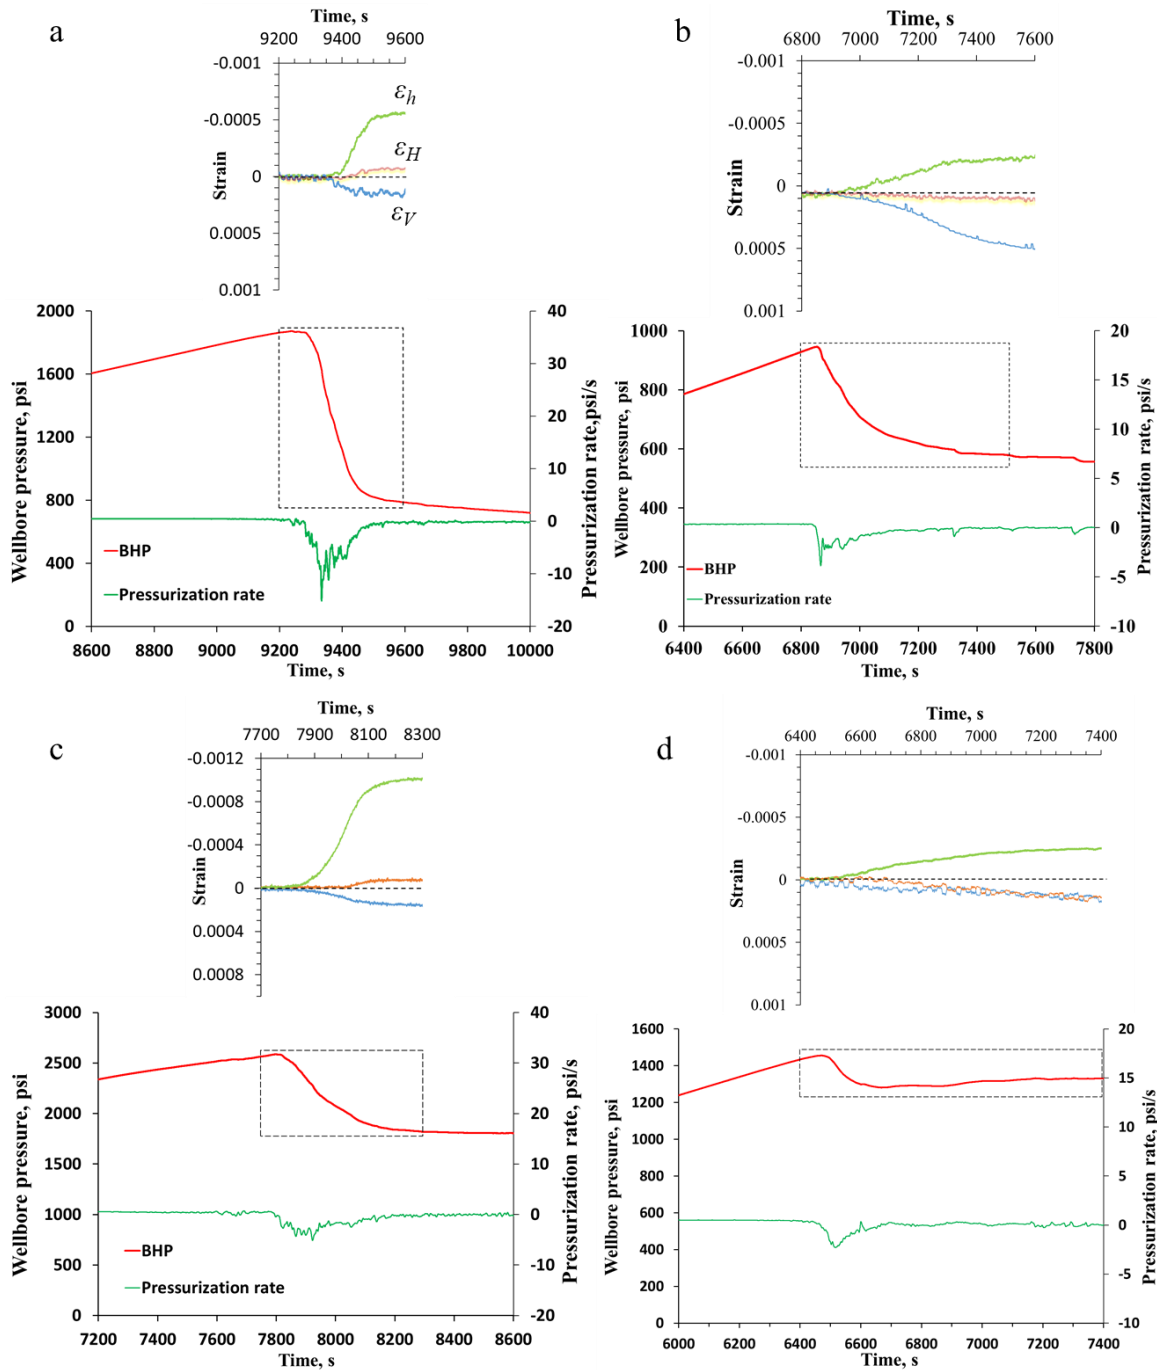 a
Time, s
9200 9400 9600
-0.001
-0.0005
0
0.0005
0.001
Strain
εh
εH
εV
2000
1600
1200
800
400
0
Wellbore pressure, psi
40
30
20
10
0
-10
-20
Pressurization rate,psi/s
BHP
Pressurization rate
8600 8800 9000 9200 9400 9600 9800 10000
Time, s
b
Time, s
6800 7000 7200 7400 7600
-0.001
-0.0005
0
0.0005
0.001
Strain
1000
800
600
400
200
0
Wellbore pressure, psi
20
15
10
5
0
-5
-10
Pressurization rate, psi/s
BHP
Pressurization rate
6400 6600 6800 7000 7200 7400 7600 7800
Time, s
c
Time, s
7700 7900 8100 8300
-0.0012
-0.0008
-0.0004
0
0.0004
0.0008
Strain
3000
2500
2000
1500
1000
500
0
Wellbore pressure, psi
40
30
20
10
0
-10
-20
Pressurization rate, psi/s
BHP
Pressurization rate
7200 7400 7600 7800 8000 8200 8400 8600
Time, s
d
Time, s
6400 6600 6800 7000 7200 7400
-0.001
-0.0005
0
0.0005
0.001
Strain
1600
1400
1200
1000
800
600
400
200
0
Wellbore pressure, psi
20
15
10
5
0
-5
-10
Pressurization rate, psi/s
6000 6200 6400 6600 6800 7000 7200 7400
Time, s